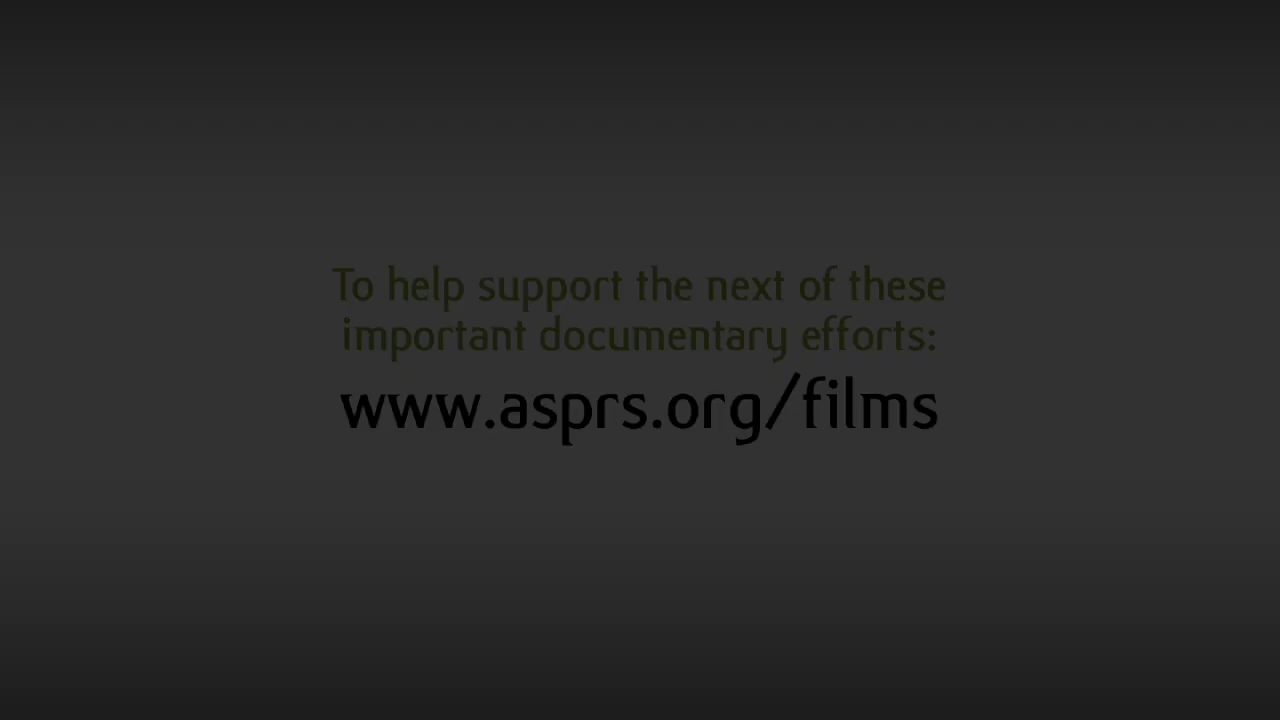 To help support the next of these
important documentary efforts:
www.asprs.org/films